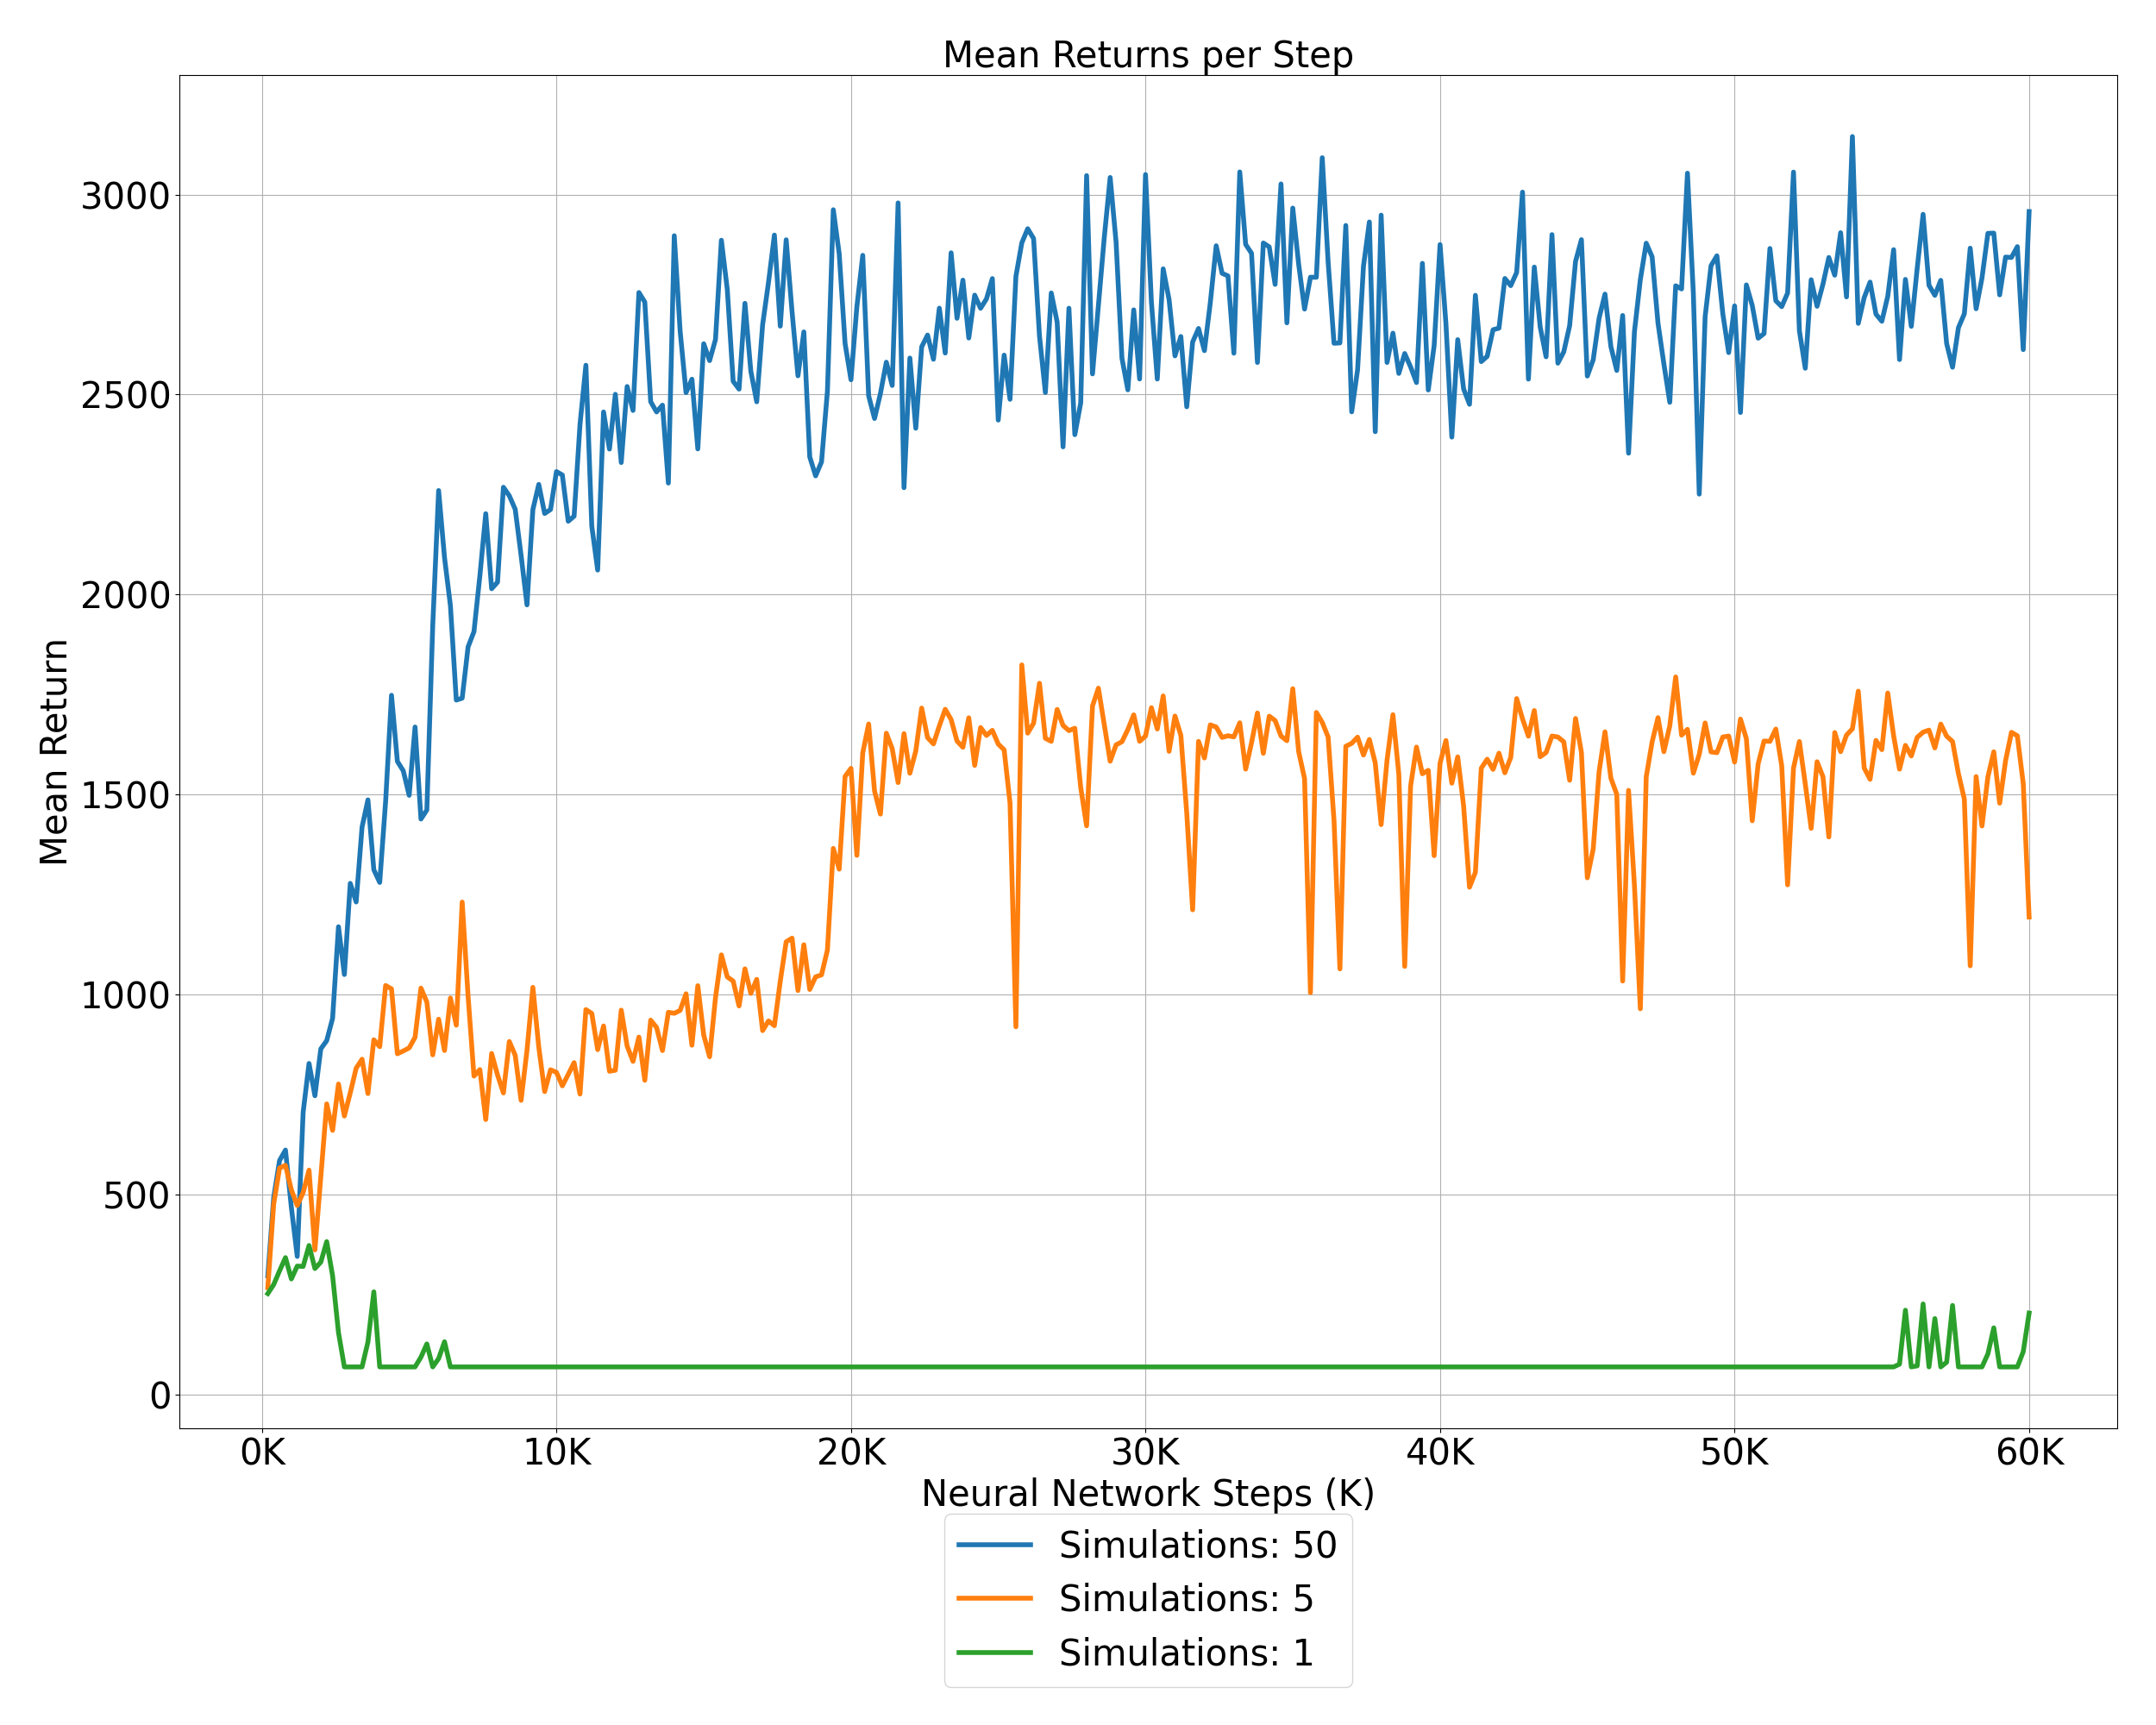 Mean Returns per Step
Mean Return
3000
2500
2000
1500
1000
500
0
0K 10K 20K 30K 40K 50K 60K
Neural Network Steps (K)
Simulations: 50
Simulations: 5
Simulations: 1